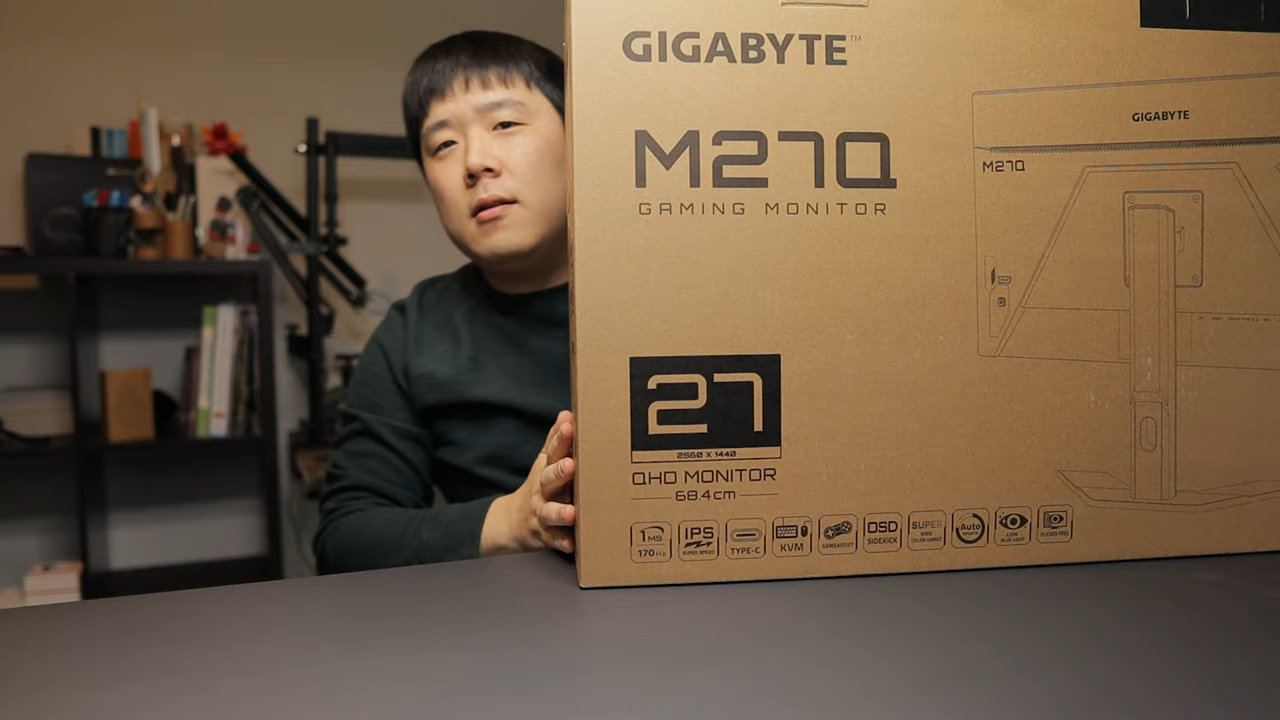 GIGABYTE™
M27Q
GAMING MONITOR
GIGABYTE
M27Q
27
2560 X 1440
QHD MONITOR
68.4cm
1MS
170Hz
IPS
SUPER SPEED
TYPE-C
KVM
GAMEASSIST
OSD
SIDEKICK
SUPER
WIDE
COLOR GAMUT
Auto
UPDATE
LOW
BLUE LIGHT
FLICKER FREE